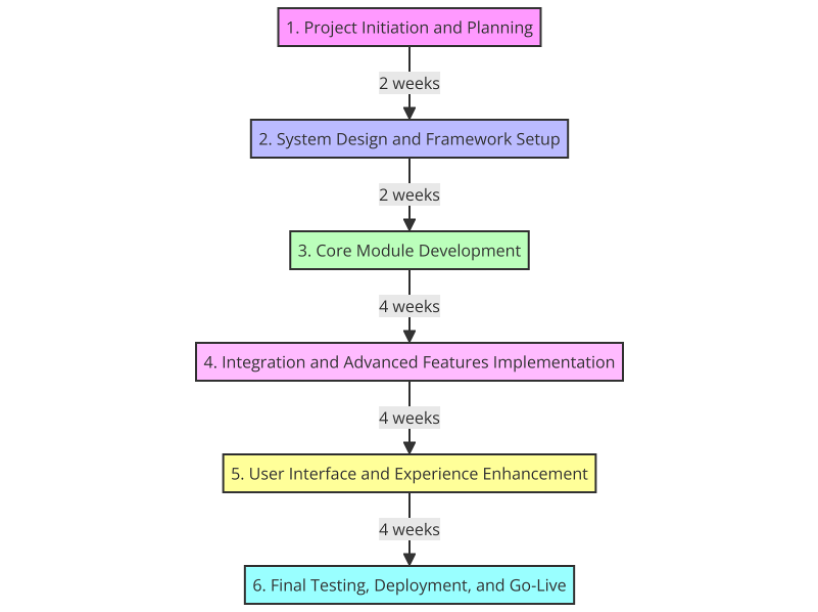 1. Project Initiation and Planning
2 weeks
2. System Design and Framework Setup
2 weeks
3. Core Module Development
4 weeks
4. Integration and Advanced Features Implementation
4 weeks
5. User Interface and Experience Enhancement
4 weeks
6. Final Testing, Deployment, and Go-Live